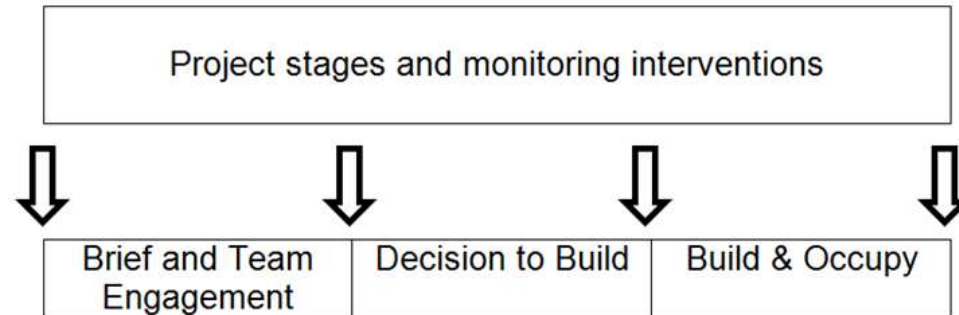 Project stages and monitoring interventions
Brief and Team
Engagement
Decision to Build
Build & Occupy